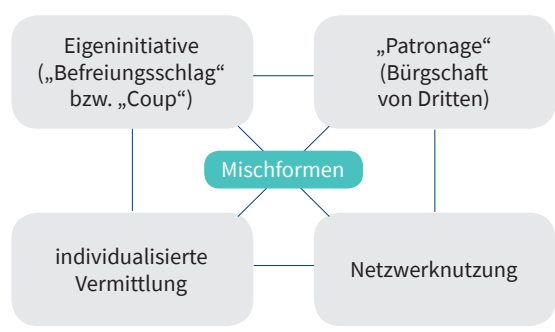 Eigeninitiative
(„Befreiungsschlag“
bzw. „Coup“)
„Patronage“
(Bürgschaft
von Dritten)
Mischformen
individualisierte
Vermittlung
Netzwerknutzung